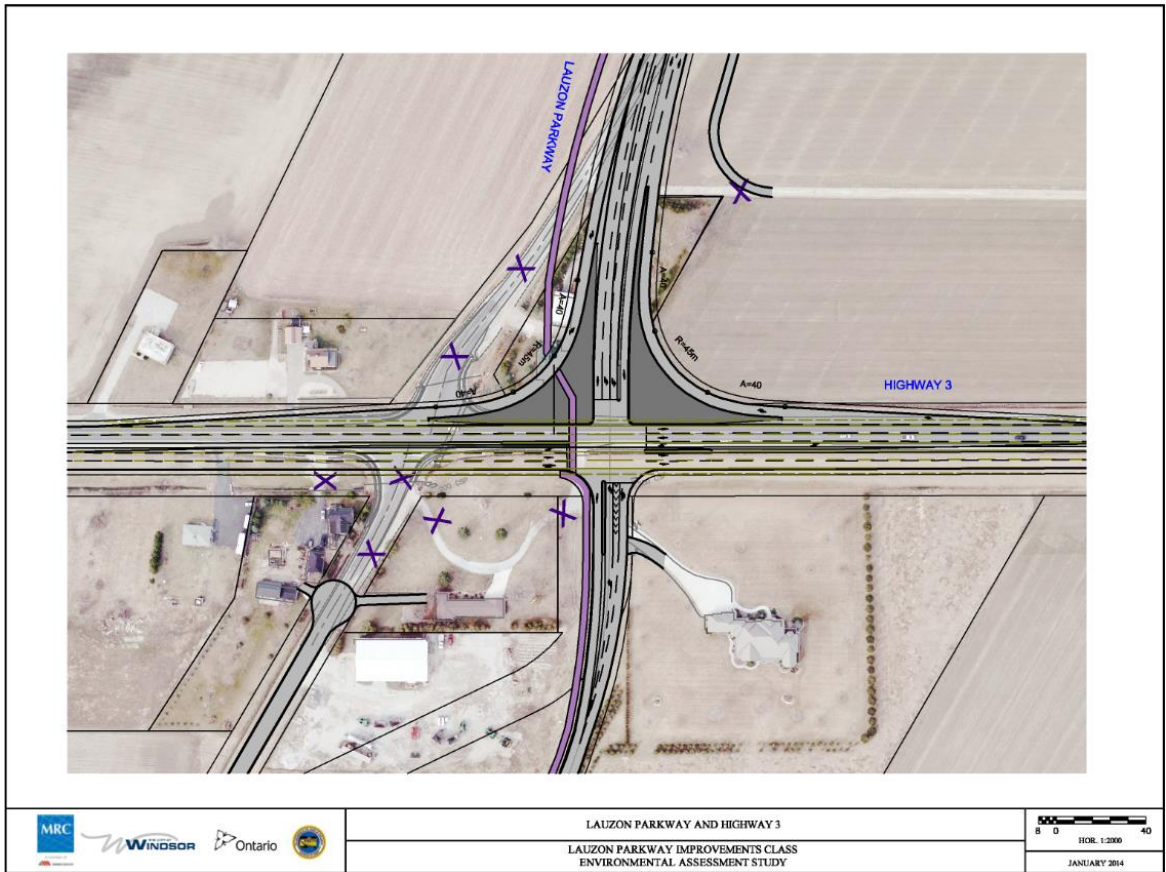 LAUZON PARKWAY
A=40
R=45m
A=40
R=45m
A=40
HIGHWAY 3
MRC
WINDSOR
Ontario
LAUZON PARKWAY AND HIGHWAY 3
LAUZON PARKWAY IMPROVEMENTS CLASS
ENVIRONMENTAL ASSESSMENT STUDY
8 0 40
HOR. 1:2000
JANUARY 2014